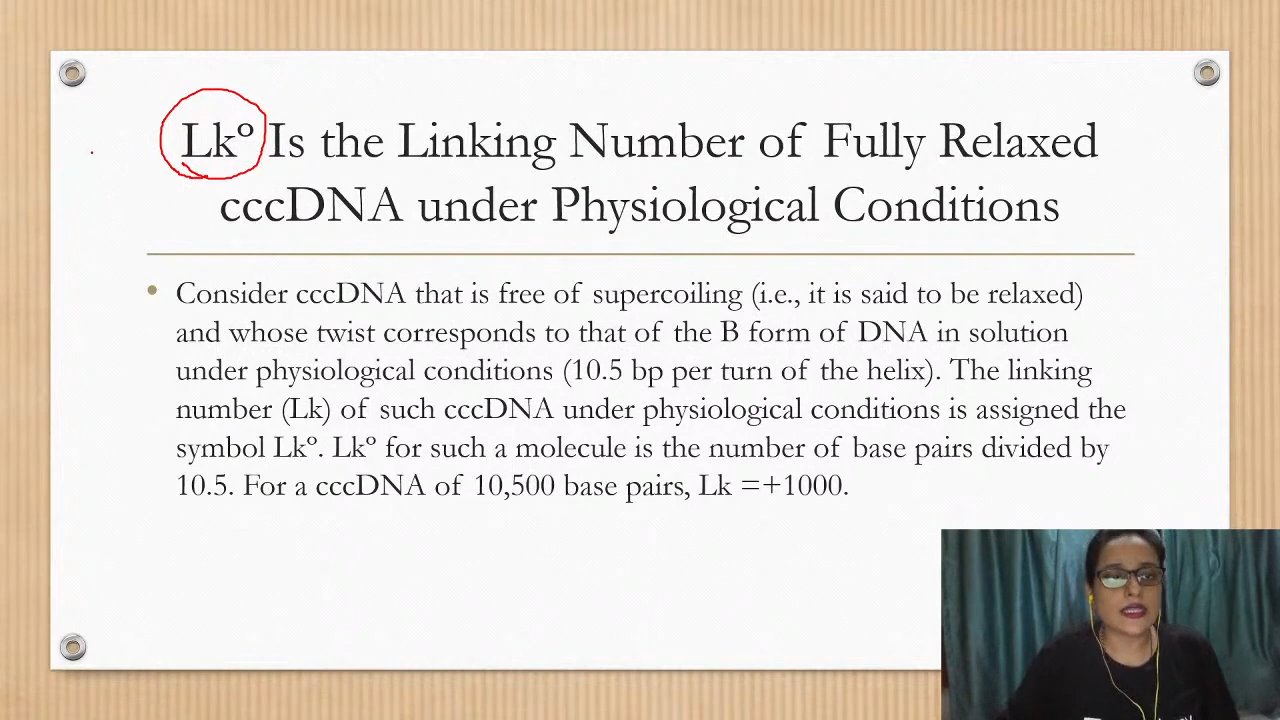 Lkº Is the Linking Number of Fully Relaxed
cccDNA under Physiological Conditions
• Consider cccDNA that is free of supercoiling (i.e., it is said to be relaxed)
and whose twist corresponds to that of the B form of DNA in solution
under physiological conditions (10.5 bp per turn of the helix). The linking
number (Lk) of such cccDNA under physiological conditions is assigned the
symbol Lkº. Lkº for such a molecule is the number of base pairs divided by
10.5. For a cccDNA of 10,500 base pairs, Lk =+1000.